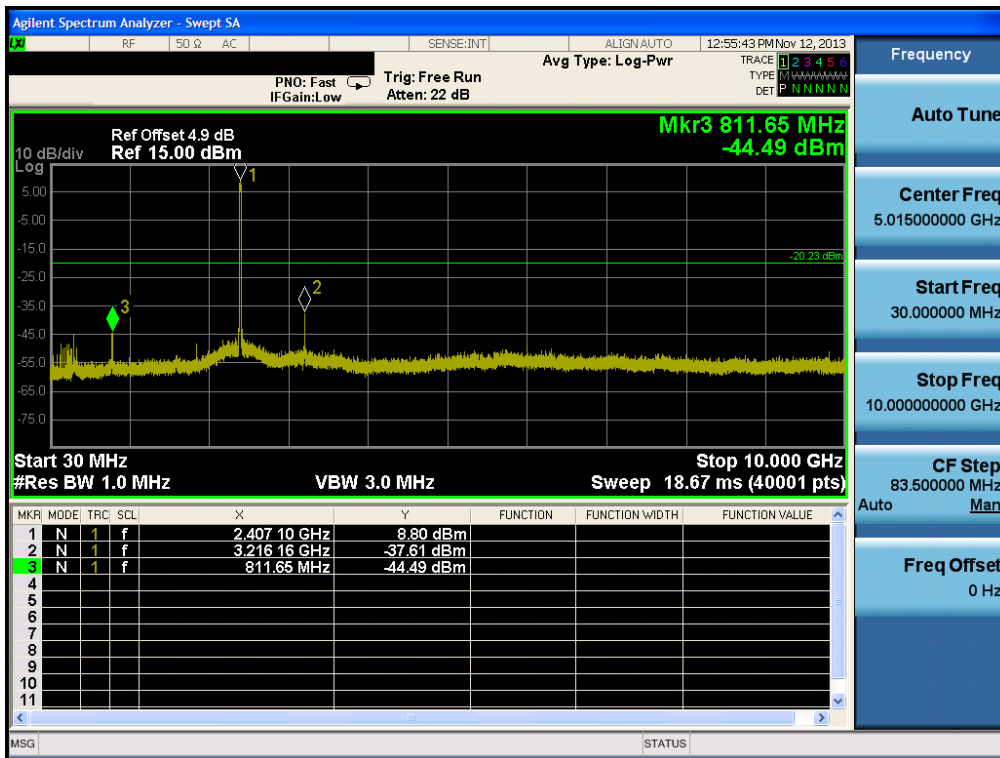 Agilent Spectrum Analyzer - Swept SA
LXI RF 50 Ω AC SENSE:INT ALIGN AUTO 12:55:43 PM Nov 12, 2013
Frequency
Avg Type: Log-Pwr
TRACE 1 2 3 4 5 6
PNO: Fast
Trig: Free Run
TYPE M WWWWW
IFGain:Low
Atten: 22 dB
DET P N N N N N
Auto Tune
Mkr3 811.65 MHz
Ref Offset 4.9 dB
-44.49 dBm
10 dB/div Ref 15.00 dBm
Log
1
5.00
Center Freq
5.015000000 GHz
-5.00
-15.0
-20.23 dBm
-25.0
Start Freq
30.000000 MHz
2
-35.0
3
-45.0
-55.0
Stop Freq
10.000000000 GHz
-65.0
-75.0
Start 30 MHz Stop 10.000 GHz
#Res BW 1.0 MHz VBW 3.0 MHz Sweep 18.67 ms (40001 pts)
CF Step
83.500000 MHz
Auto Man
MKR MODE TRC SCL X Y FUNCTION FUNCTION WIDTH FUNCTION VALUE
1 N 1 f 2.407 10 GHz 8.80 dBm
2 N 1 f 3.216 16 GHz -37.61 dBm
3 N 1 f 811.65 MHz -44.49 dBm
4
5
6
7
8
9
10
11
Freq Offset
0 Hz
MSG STATUS